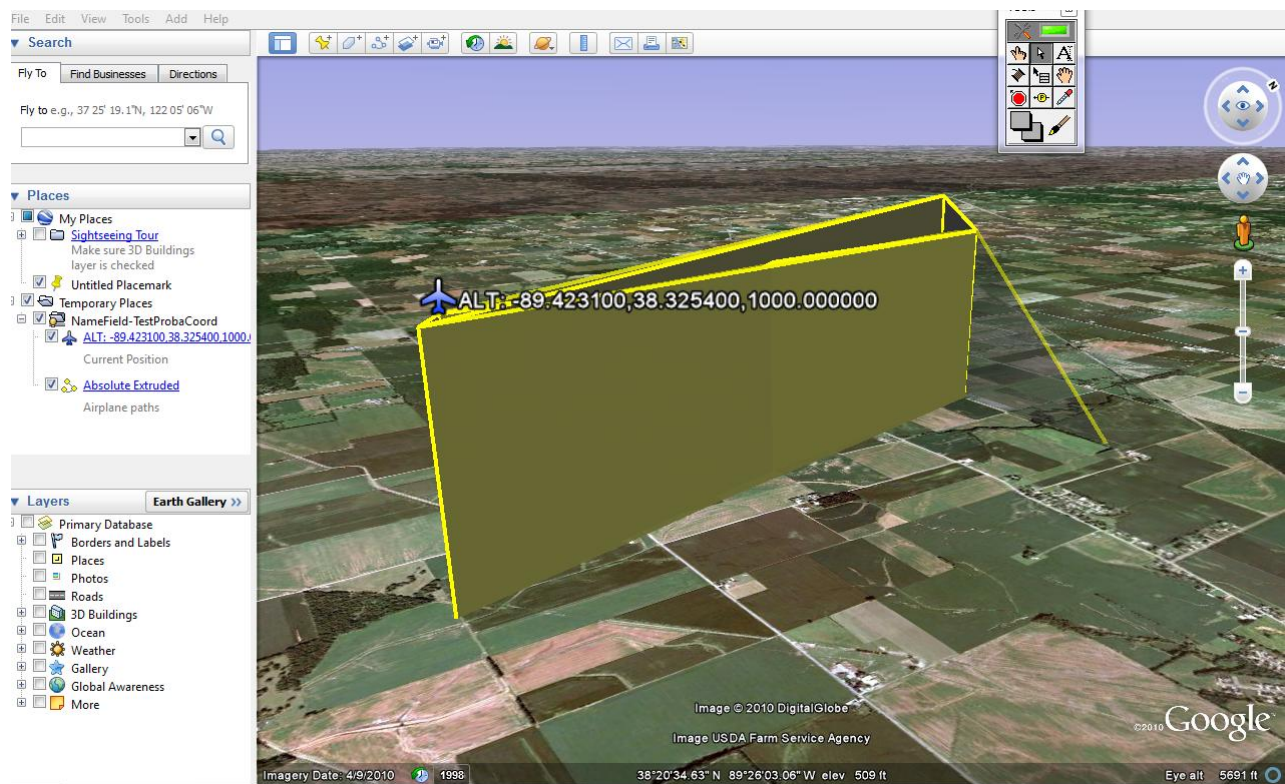 File Edit View Tools Add Help
Search
Fly To Find Businesses Directions
Fly to e.g., 37 25' 19.1"N, 122 05' 06"W
Places
My Places
Sightseeing Tour
Make sure 3D Buildings
layer is checked
Untitled Placemark
Temporary Places
NameField-TestProbaCoord
ALT: -89.423100,38.325400,1000.
Current Position
Absolute Extruded
Airplane paths
Layers Earth Gallery >>
Primary Database
Borders and Labels
Places
Photos
Roads
3D Buildings
Ocean
Weather
Gallery
Global Awareness
More
N
A
P
ALT: -89.423100,38.325400,1000.000000
Image © 2010 DigitalGlobe
Image USDA Farm Service Agency
©2010 Google
Imagery Date: 4/9/2010 1998 38°20'34.63" N 89°26'03.06" W elev 509 ft Eye alt 5691 ft